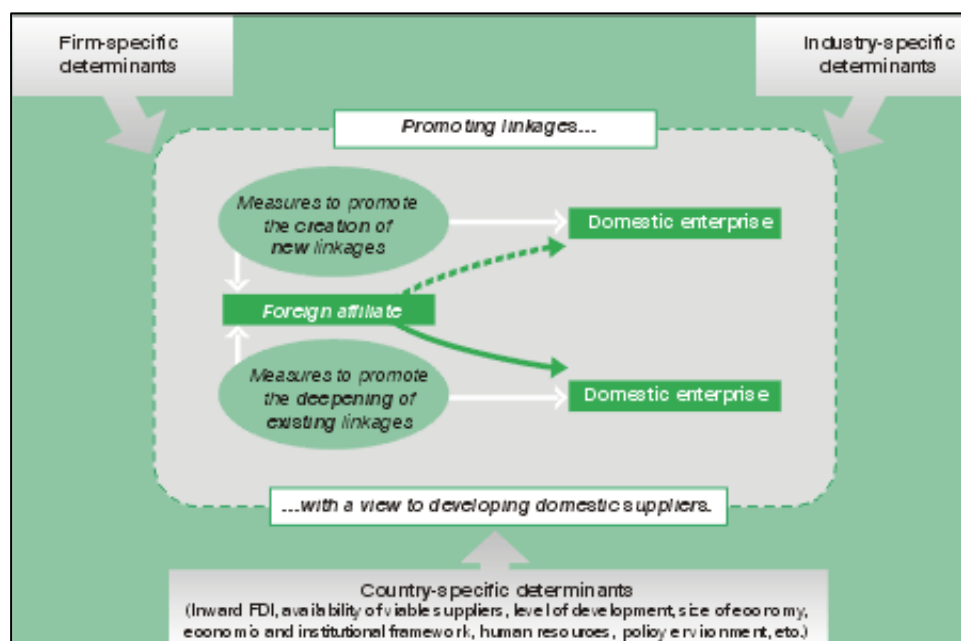 Firm-specific
determinants
Industry-specific
determinants
Promoting linkages...
Measures to promote
the creation of
new linkages
Domestic enterprise
Foreign affiliate
Measures to promote
the deepening of
existing linkages
Domestic enterprise
...with a view to developing domestic suppliers.
Country-specific determinants
(Inward FDI, availability of viable suppliers, level of development, size of economy,
economic and institutional framework, human resources, policy environment, etc.)